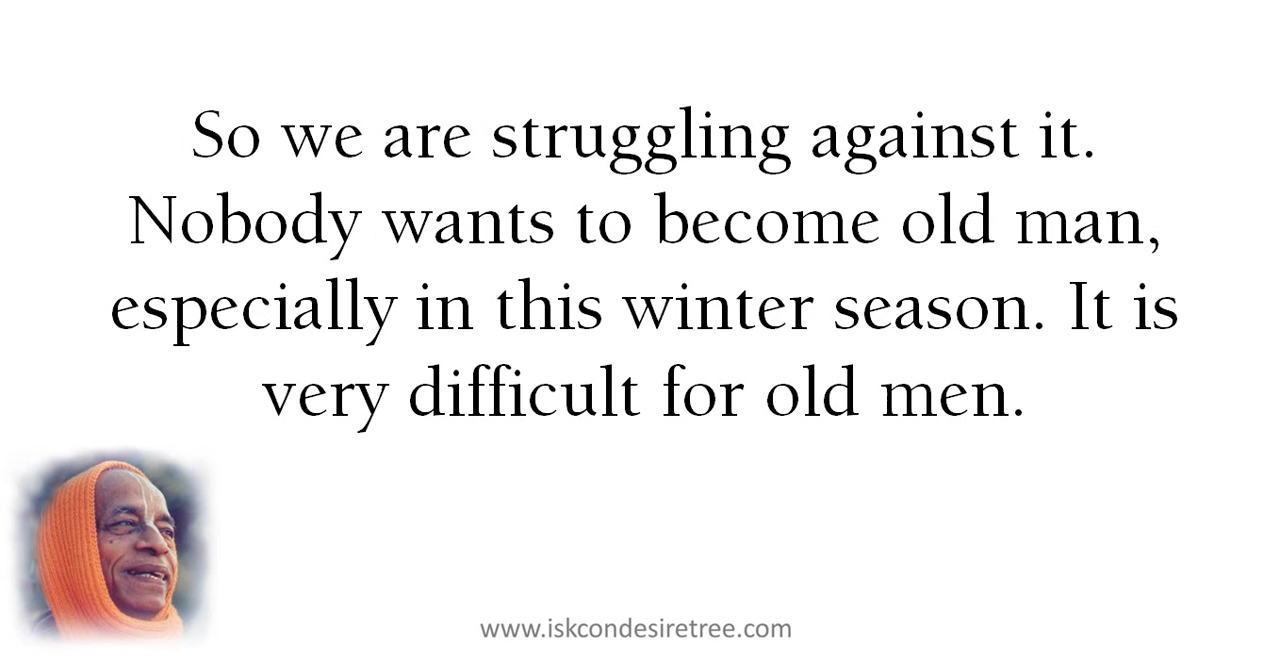 So we are struggling against it.
Nobody wants to become old man,
especially in this winter season. It is
very difficult for old men.
www.iskcondesiretree.com